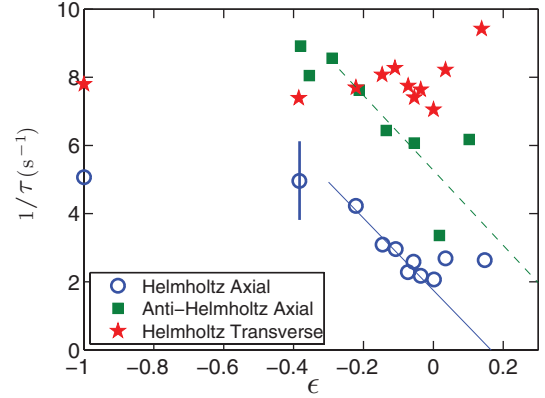 10
8
6
4
2
0
1/τ (s⁻¹)
Helmholtz Axial
Anti−Helmholtz Axial
Helmholtz Transverse
−1 −0.8 −0.6 −0.4 −0.2 0 0.2
ϵ